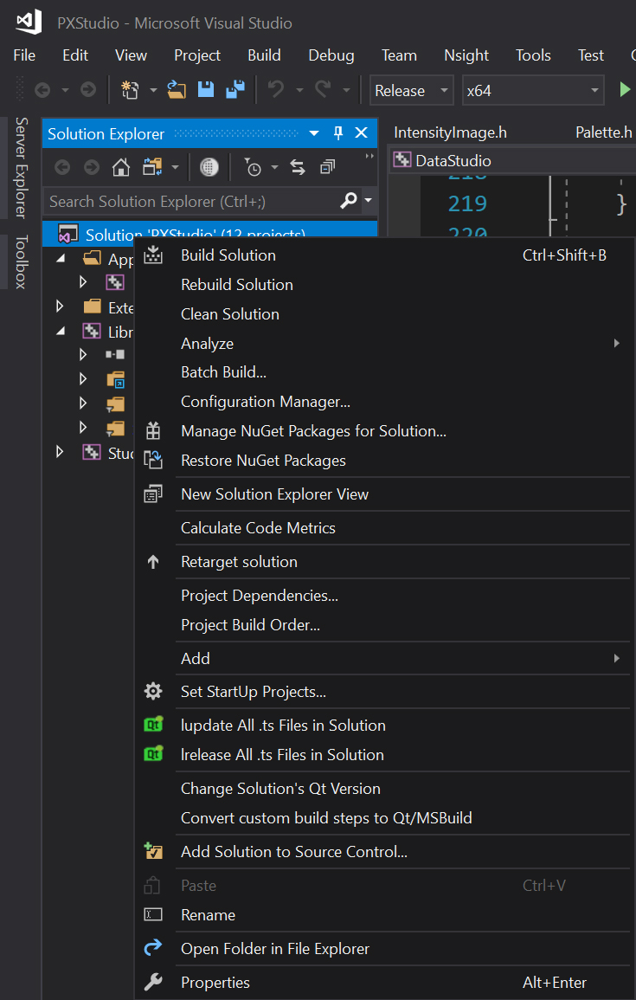 PXStudio - Microsoft Visual Studio
File Edit View Project Build Debug Team Nsight Tools Test
Release x64
Server Explorer
Toolbox
Solution Explorer
IntensityImage.h Palette.h
DataStudio
Search Solution Explorer (Ctrl+;)
218
219 }
220
Solution 'PXStudio' (12 projects)
App
Exte
Libr
Stud
Build Solution Ctrl+Shift+B
Rebuild Solution
Clean Solution
Analyze
Batch Build...
Configuration Manager...
Manage NuGet Packages for Solution...
Restore NuGet Packages
New Solution Explorer View
Calculate Code Metrics
Retarget solution
Project Dependencies...
Project Build Order...
Add
Set StartUp Projects...
Qt lupdate All .ts Files in Solution
Qt lrelease All .ts Files in Solution
Change Solution's Qt Version
Convert custom build steps to Qt/MSBuild
Add Solution to Source Control...
Paste Ctrl+V
Rename
Open Folder in File Explorer
Properties Alt+Enter